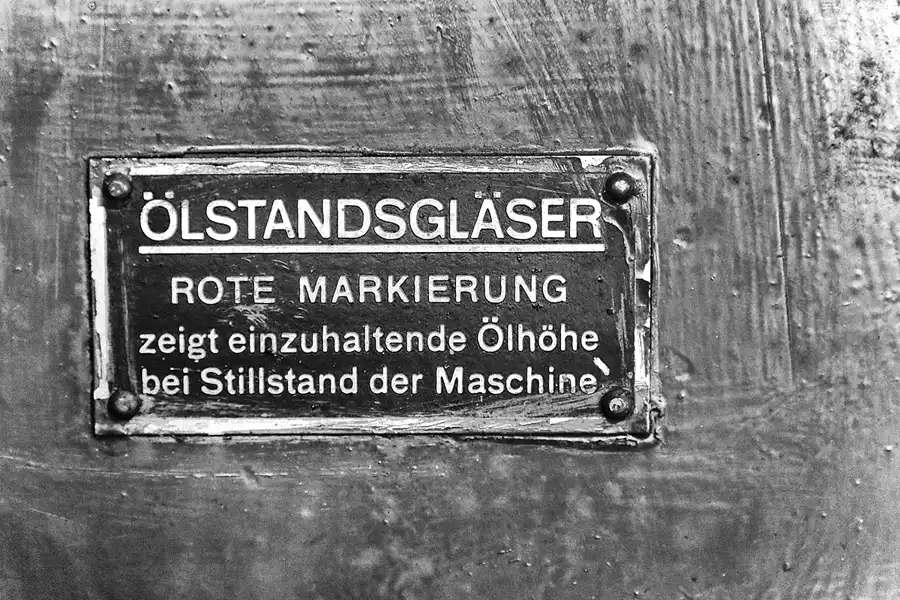 ÖLSTANDSGLÄSER
ROTE MARKIERUNG
zeigt einzuhaltende Ölhöhe
bei Stillstand der Maschine